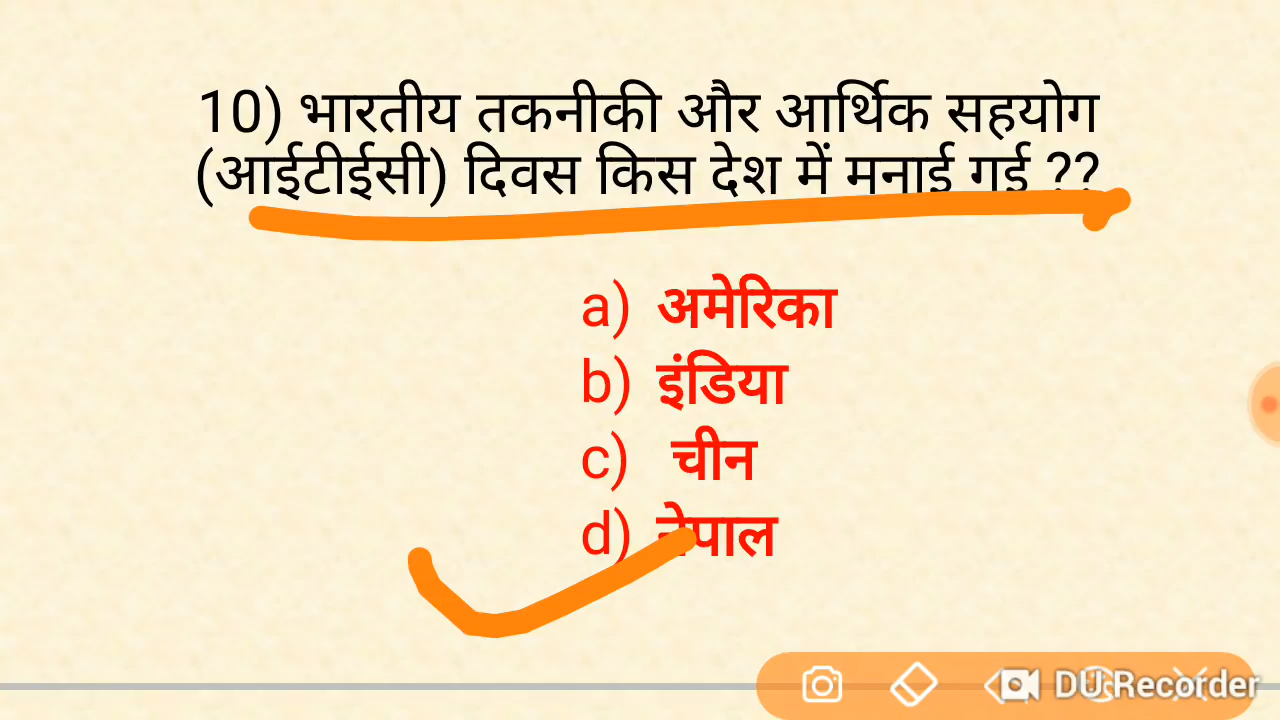 10) भारतीय तकनीकी और आर्थिक सहयोग
(आईटीईसी) दिवस किस देश में मनाई गई ??
a) अमेरिका
b) इंडिया
c) चीन
d) नेपाल
DU Recorder